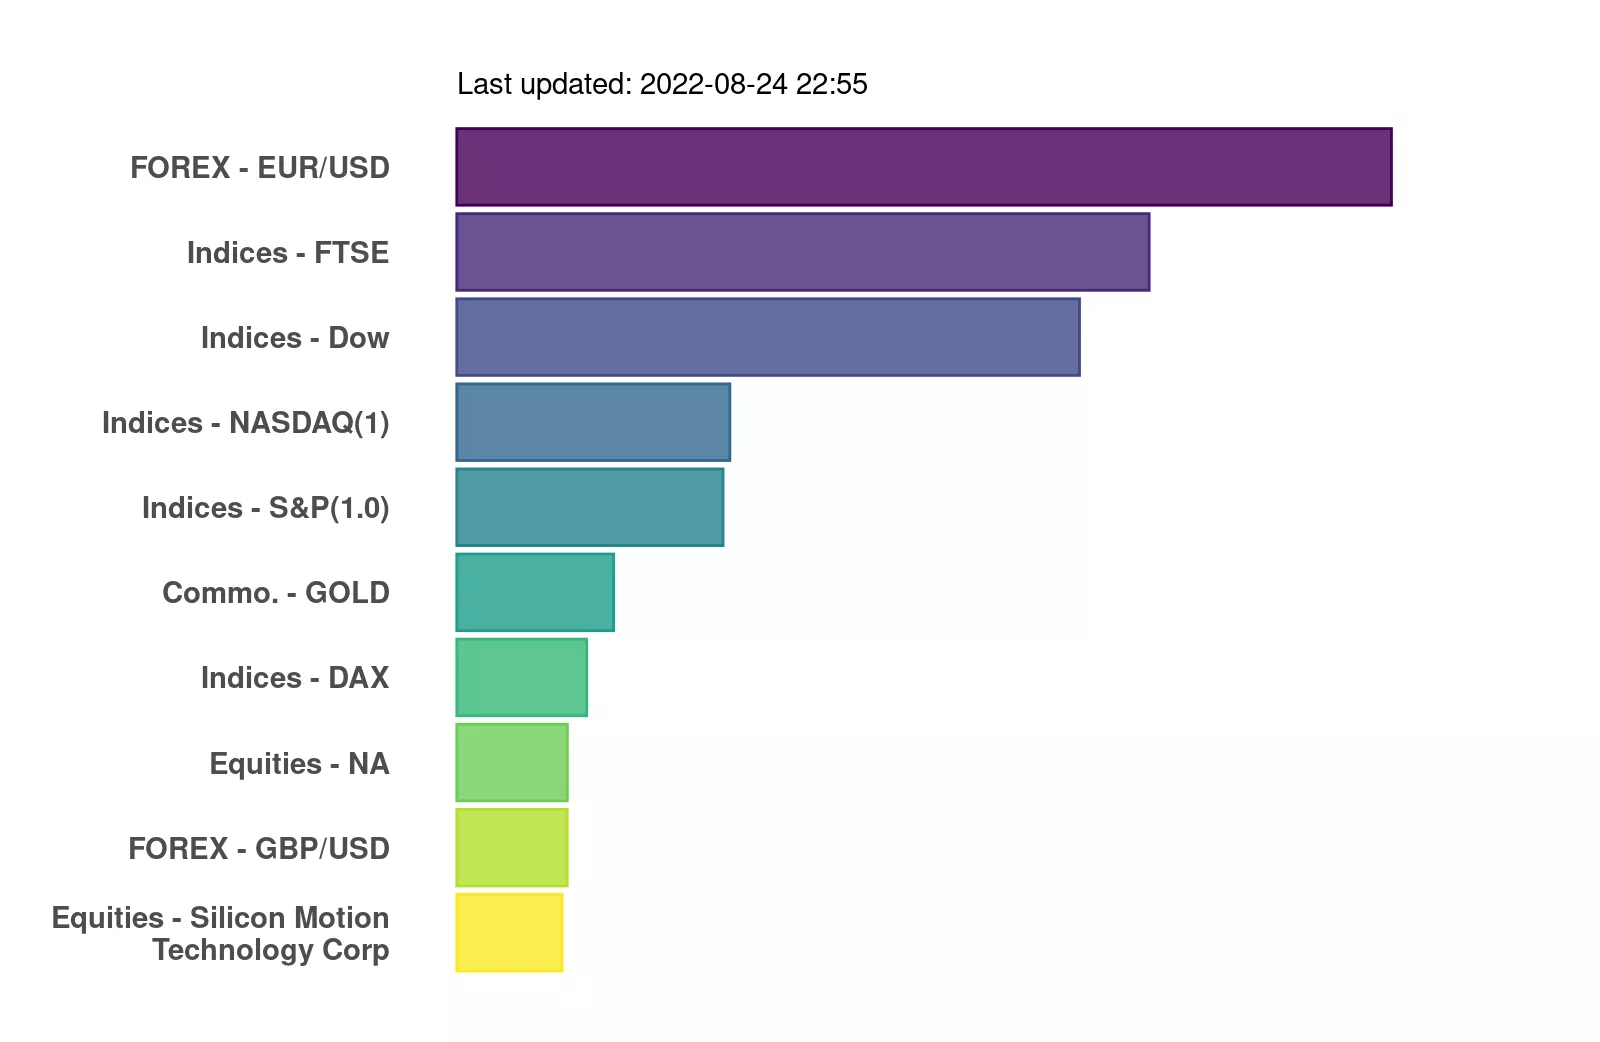 Last updated: 2022-08-24 22:55
FOREX - EUR/USD
Indices - FTSE
Indices - Dow
Indices - NASDAQ(1)
Indices - S&P(1.0)
Commo. - GOLD
Indices - DAX
Equities - NA
FOREX - GBP/USD
Equities - Silicon Motion
Technology Corp